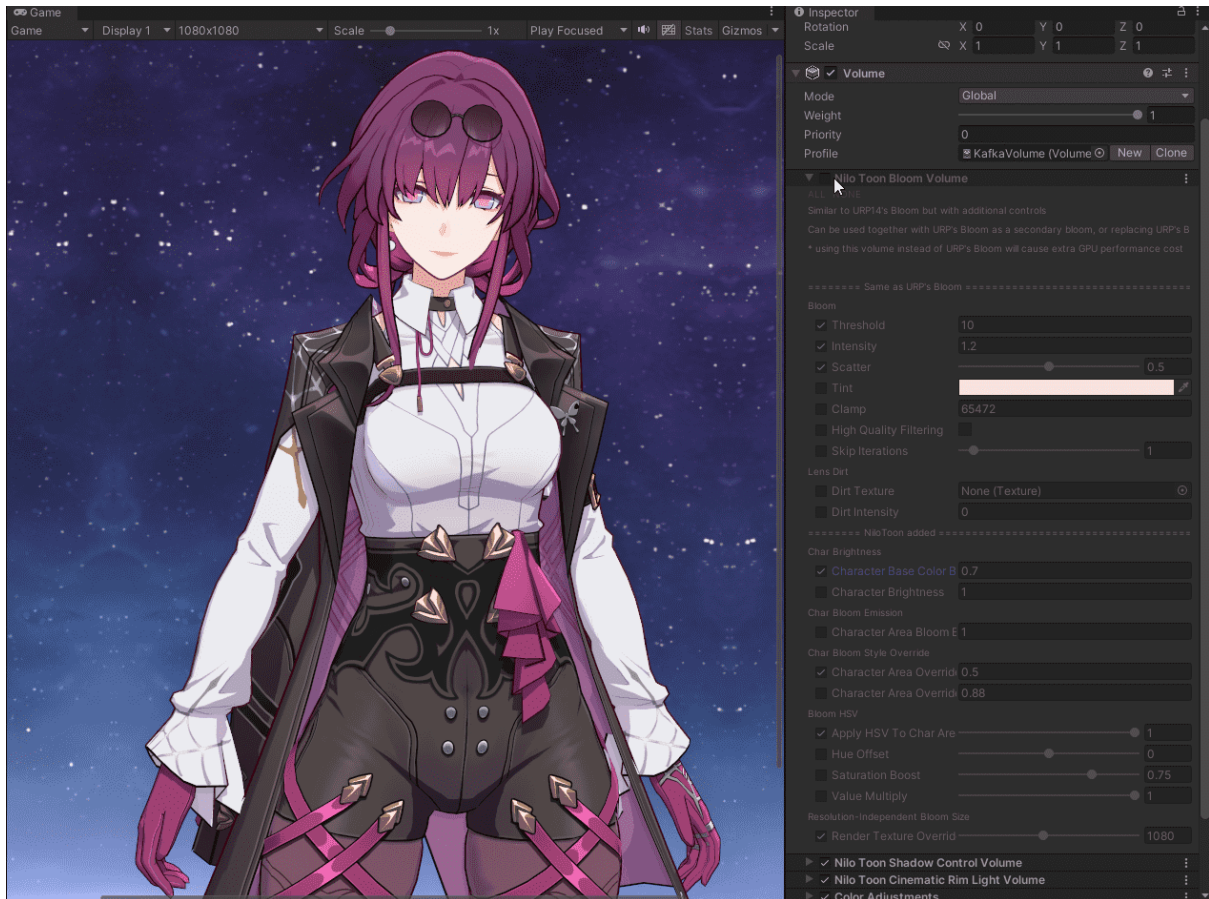 Game
Game Display 1 1080x1080 Scale 1x Play Focused Stats Gizmos
Inspector
Rotation X 0 Y 0 Z 0
Scale X 1 Y 1 Z 1
Volume
Mode Global
Weight 1
Priority 0
Profile KafkaVolume (Volume New Clone
Nilo Toon Bloom Volume
ALL NONE
Similar to URP14's Bloom but with additional controls
Can be used together with URP's Bloom as a secondary bloom, or replacing URP's B
* using this volume instead of URP's Bloom will cause extra GPU performance cost
======== Same as URP's Bloom ==================================
Bloom
Threshold 10
Intensity 1.2
Scatter 0.5
Tint
Clamp 65472
High Quality Filtering
Skip Iterations 1
Lens Dirt
Dirt Texture None (Texture)
Dirt Intensity 0
======== NiloToon added ======================================
Char Brightness
Character Base Color B 0.7
Character Brightness 1
Char Bloom Emission
Character Area Bloom E 1
Char Bloom Style Override
Character Area Overrid 0.5
Character Area Overrid 0.88
Bloom HSV
Apply HSV To Char Are 1
Hue Offset 0
Saturation Boost 0.75
Value Multiply 1
Resolution-Independent Bloom Size
Render Texture Overrid 1080
Nilo Toon Shadow Control Volume
Nilo Toon Cinematic Rim Light Volume
Color Adjustments